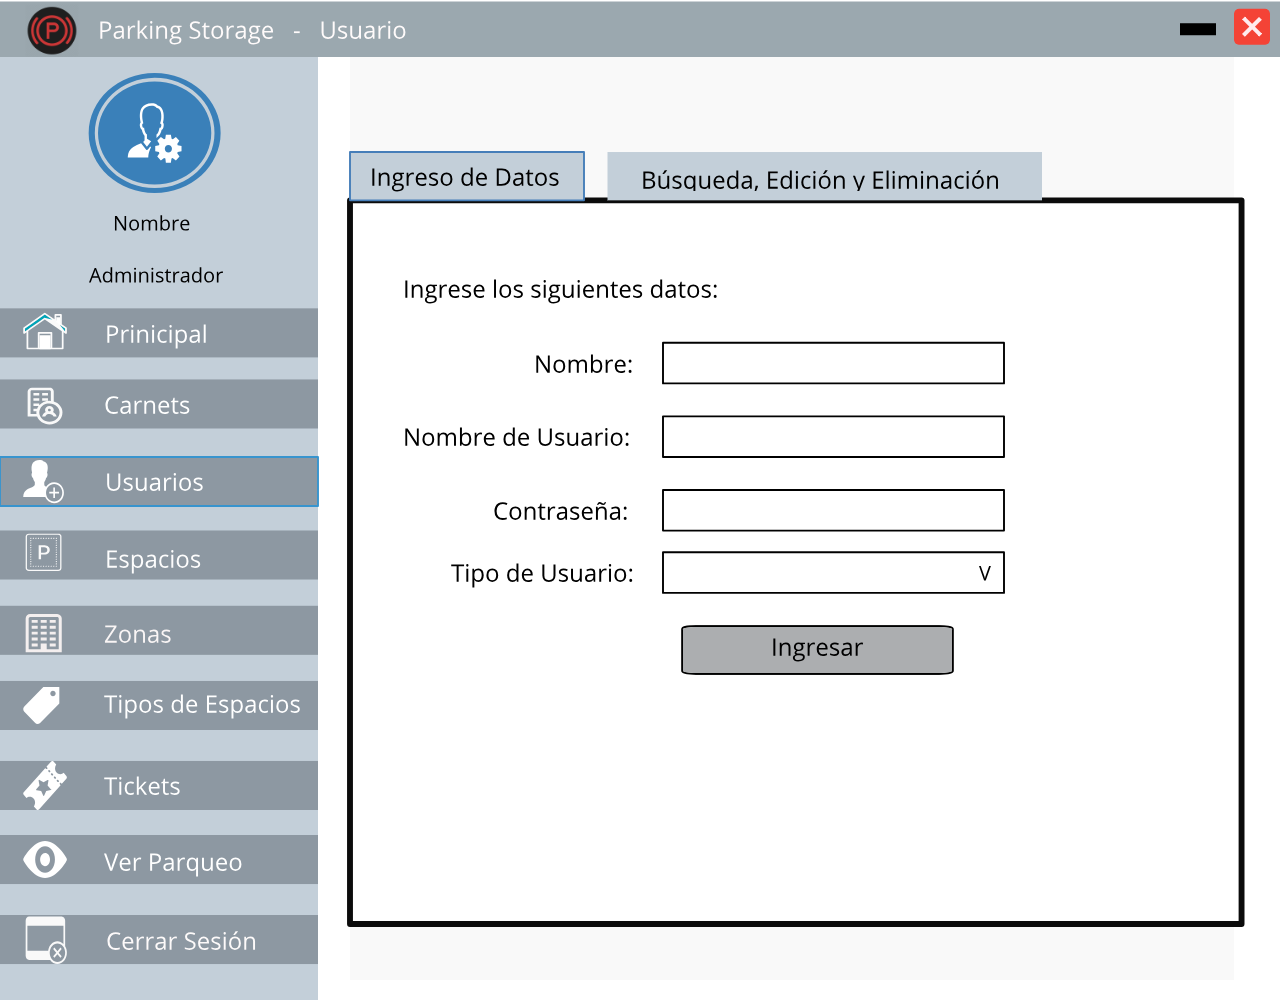 P
Parking Storage - Usuario
Nombre
Administrador
Prinicipal
Carnets
Usuarios
P
Espacios
Zonas
Tipos de Espacios
Tickets
Ver Parqueo
Cerrar Sesión
Ingreso de Datos
Búsqueda, Edición y Eliminación
Ingrese los siguientes datos:
Nombre:
Nombre de Usuario:
Contraseña:
Tipo de Usuario:
V
Ingresar